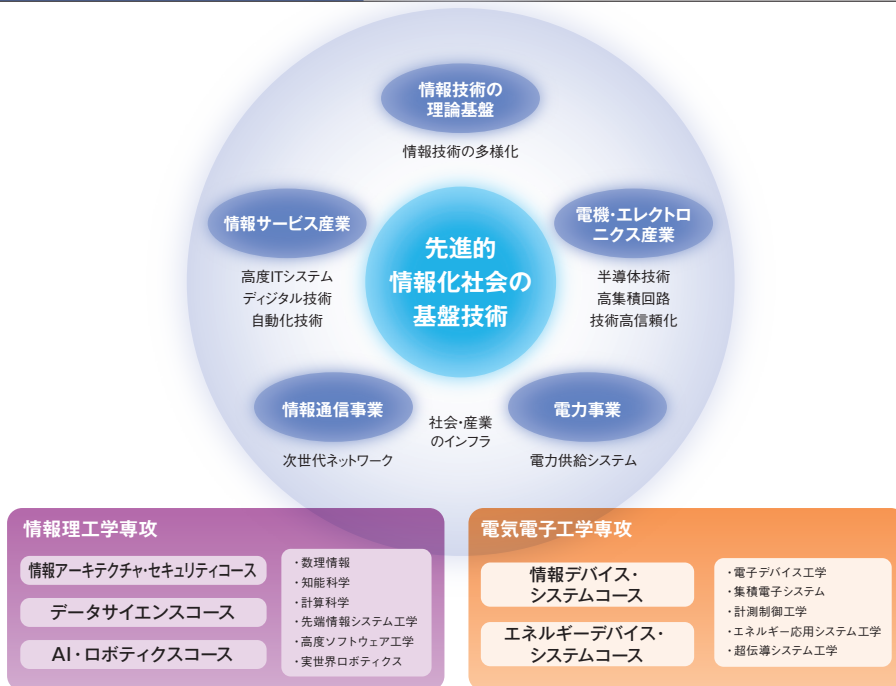 情報技術の
理論基盤
情報技術の多様化
情報サービス産業
高度ITシステム
ディジタル技術
自動化技術
先進的
情報化社会の
基盤技術
電機・エレクトロ
ニクス産業
半導体技術
高集積回路
技術高信頼化
情報通信事業
次世代ネットワーク
社会・産業
のインフラ
電力事業
電力供給システム
情報理工学専攻
情報アーキテクチャ・セキュリティコース
データサイエンスコース
AI・ロボティクスコース
・数理情報
・知能科学
・計算科学
・先端情報システム工学
・高度ソフトウェア工学
・実世界ロボティクス
電気電子工学専攻
情報デバイス・
システムコース
エネルギーデバイス・
システムコース
・電子デバイス工学
・集積電子システム
・計測制御工学
・エネルギー応用システム工学
・超伝導システム工学